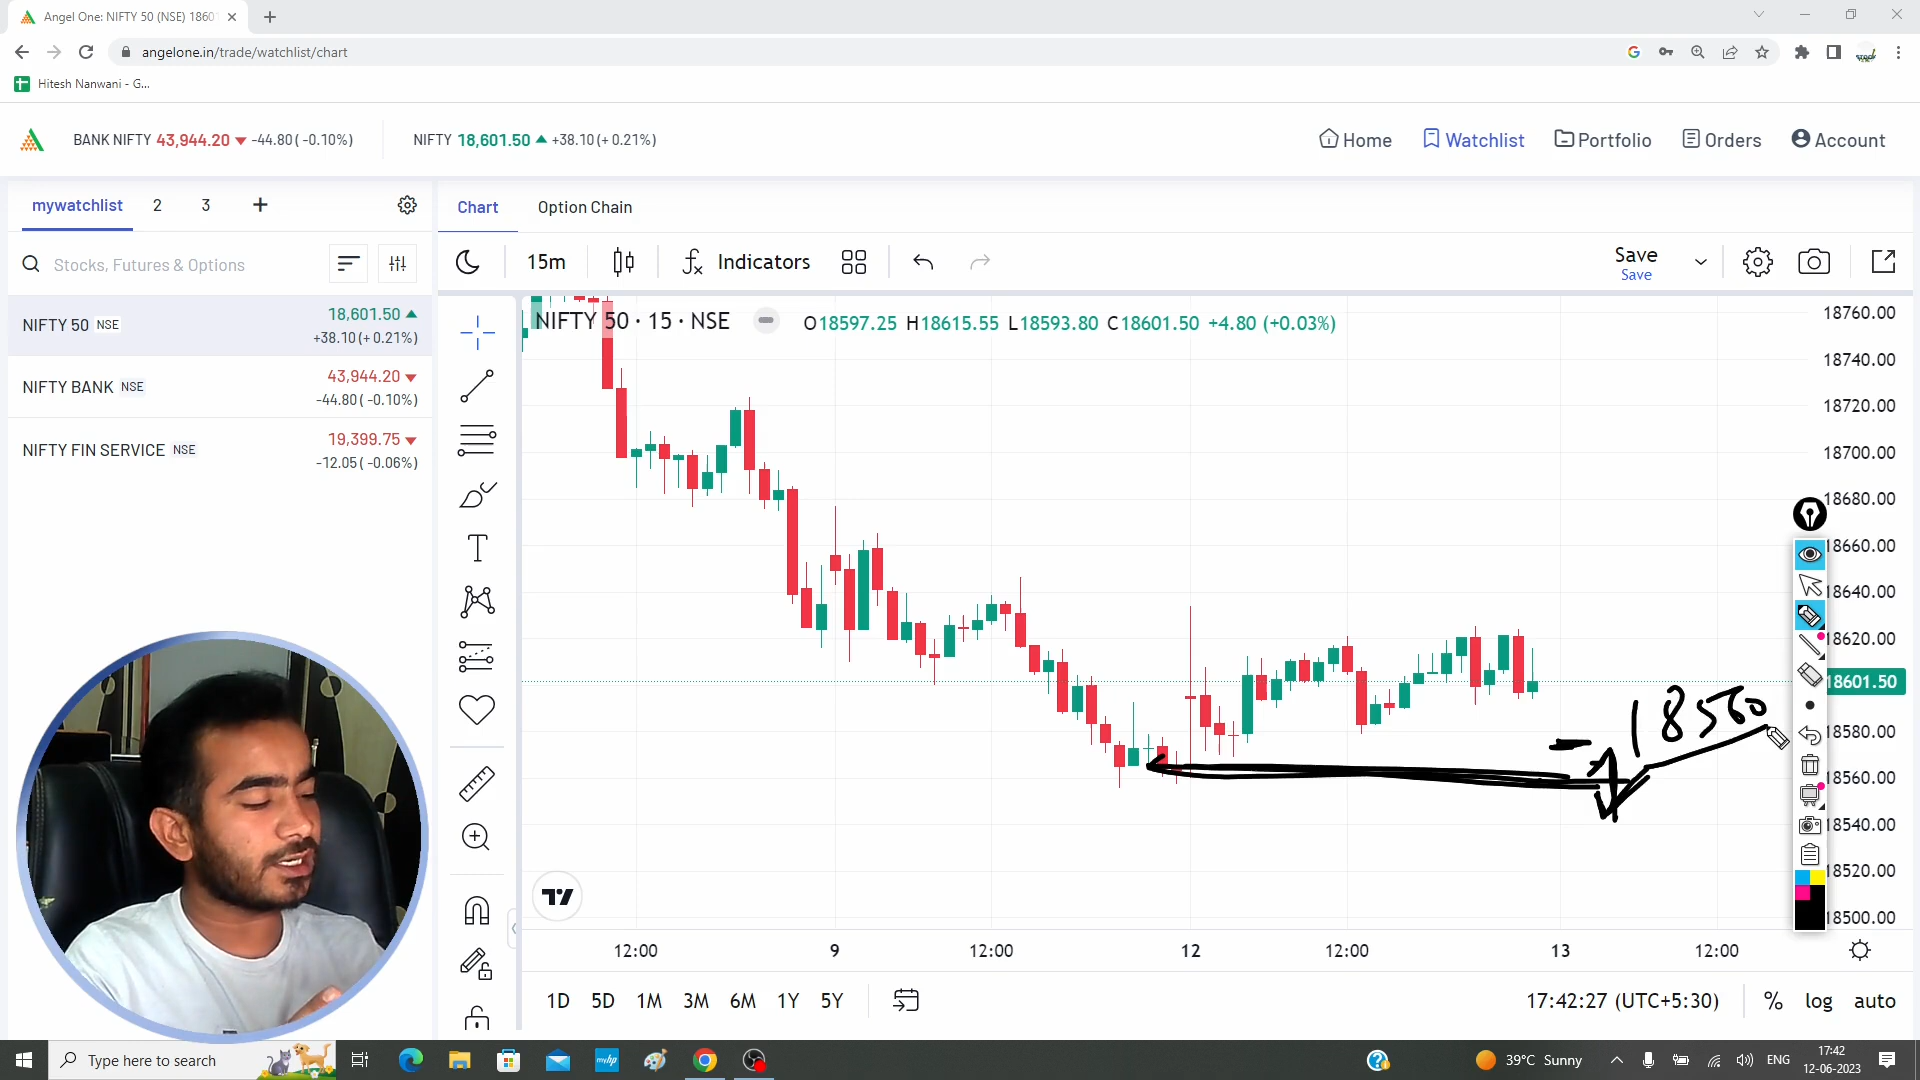 Angel One: NIFTY 50 (NSE) 1860
angelone.in/trade/watchlist/chart
Hitesh Nanwani - G...
BANK NIFTY 43,944.20 ▼ -44.80 ( -0.10%)
NIFTY 18,601.50 ▲ +38.10 (+ 0.21%)
Home
Watchlist
Portfolio
Orders
Account
mywatchlist
2
3
+
Chart
Option Chain
Stocks, Futures & Options
15m
Indicators
Save
Save
NIFTY 50 NSE
18,601.50 ▲
+38.10 (+ 0.21%)
NIFTY BANK NSE
43,944.20 ▼
-44.80 ( -0.10%)
NIFTY FIN SERVICE NSE
19,399.75 ▼
-12.05 ( -0.06%)
NIFTY 50 · 15 · NSE
O18597.25 H18615.55 L18593.80 C18601.50 +4.80 (+0.03%)
18760.00
18740.00
18720.00
18700.00
18680.00
18660.00
18640.00
18620.00
18601.50
18580.00
18560.00
18540.00
18520.00
18500.00
18560
12:00
9
12:00
12
12:00
13
12:00
1D
5D
1M
3M
6M
1Y
5Y
17:42:27 (UTC+5:30)
%
log
auto
Type here to search
myhp
39°C Sunny
ENG
17:42
12-06-2023